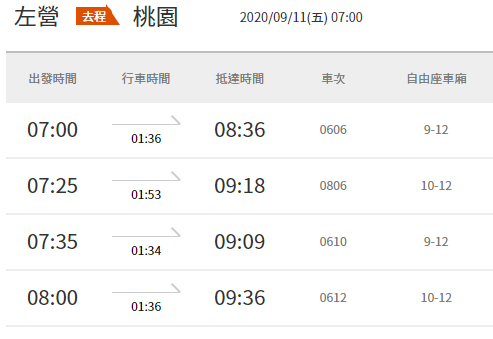 左營 去程 桃園 2020/09/11(五) 07:00
出發時間 行車時間 抵達時間 車次 自由座車廂
07:00 01:36 08:36 0606 9-12
07:25 01:53 09:18 0806 10-12
07:35 01:34 09:09 0610 9-12
08:00 01:36 09:36 0612 10-12